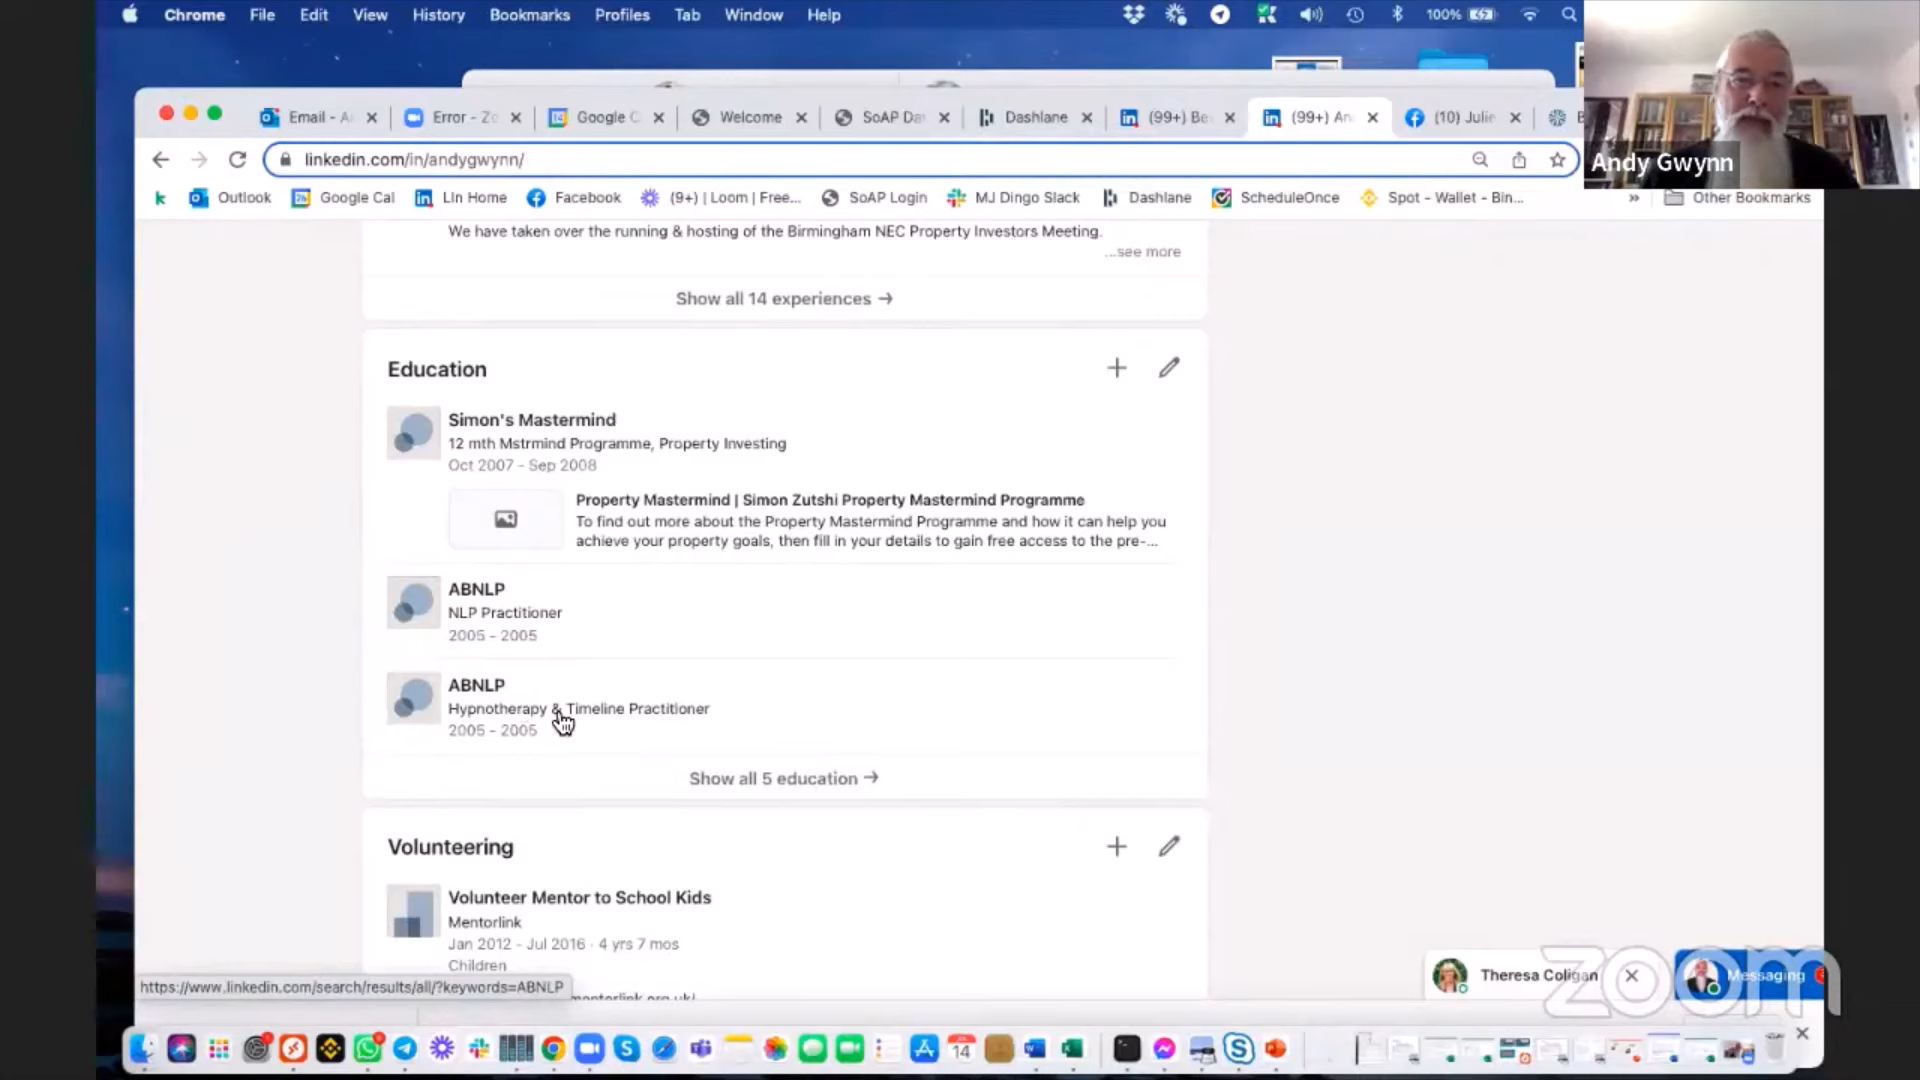 Chrome File Edit View History Bookmarks Profiles Tab Window Help 100%
Email - A Error - Zo Google C Welcome SoAP Da Dashlane (99+) Be (99+) An (10) Julie
linkedin.com/in/andygwynn/
Andy Gwynn
Outlook Google Cal LIn Home Facebook (9+) | Loom | Free... SoAP Login MJ Dingo Slack Dashlane ScheduleOnce Spot - Wallet - Bin... » Other Bookmarks
We have taken over the running & hosting of the Birmingham NEC Property Investors Meeting.
...see more
Show all 14 experiences →
Education
Simon's Mastermind
12 mth Mstrmind Programme, Property Investing
Oct 2007 - Sep 2008
Property Mastermind | Simon Zutshi Property Mastermind Programme
To find out more about the Property Mastermind Programme and how it can help you
achieve your property goals, then fill in your details to gain free access to the pre-...
ABNLP
NLP Practitioner
2005 - 2005
ABNLP
Hypnotherapy & Timeline Practitioner
2005 - 2005
Show all 5 education →
Volunteering
Volunteer Mentor to School Kids
Mentorlink
Jan 2012 - Jul 2016 · 4 yrs 7 mos
Children
Theresa Coligan
Messaging
zoom
https://www.linkedin.com/search/results/all/?keywords=ABNLP
14